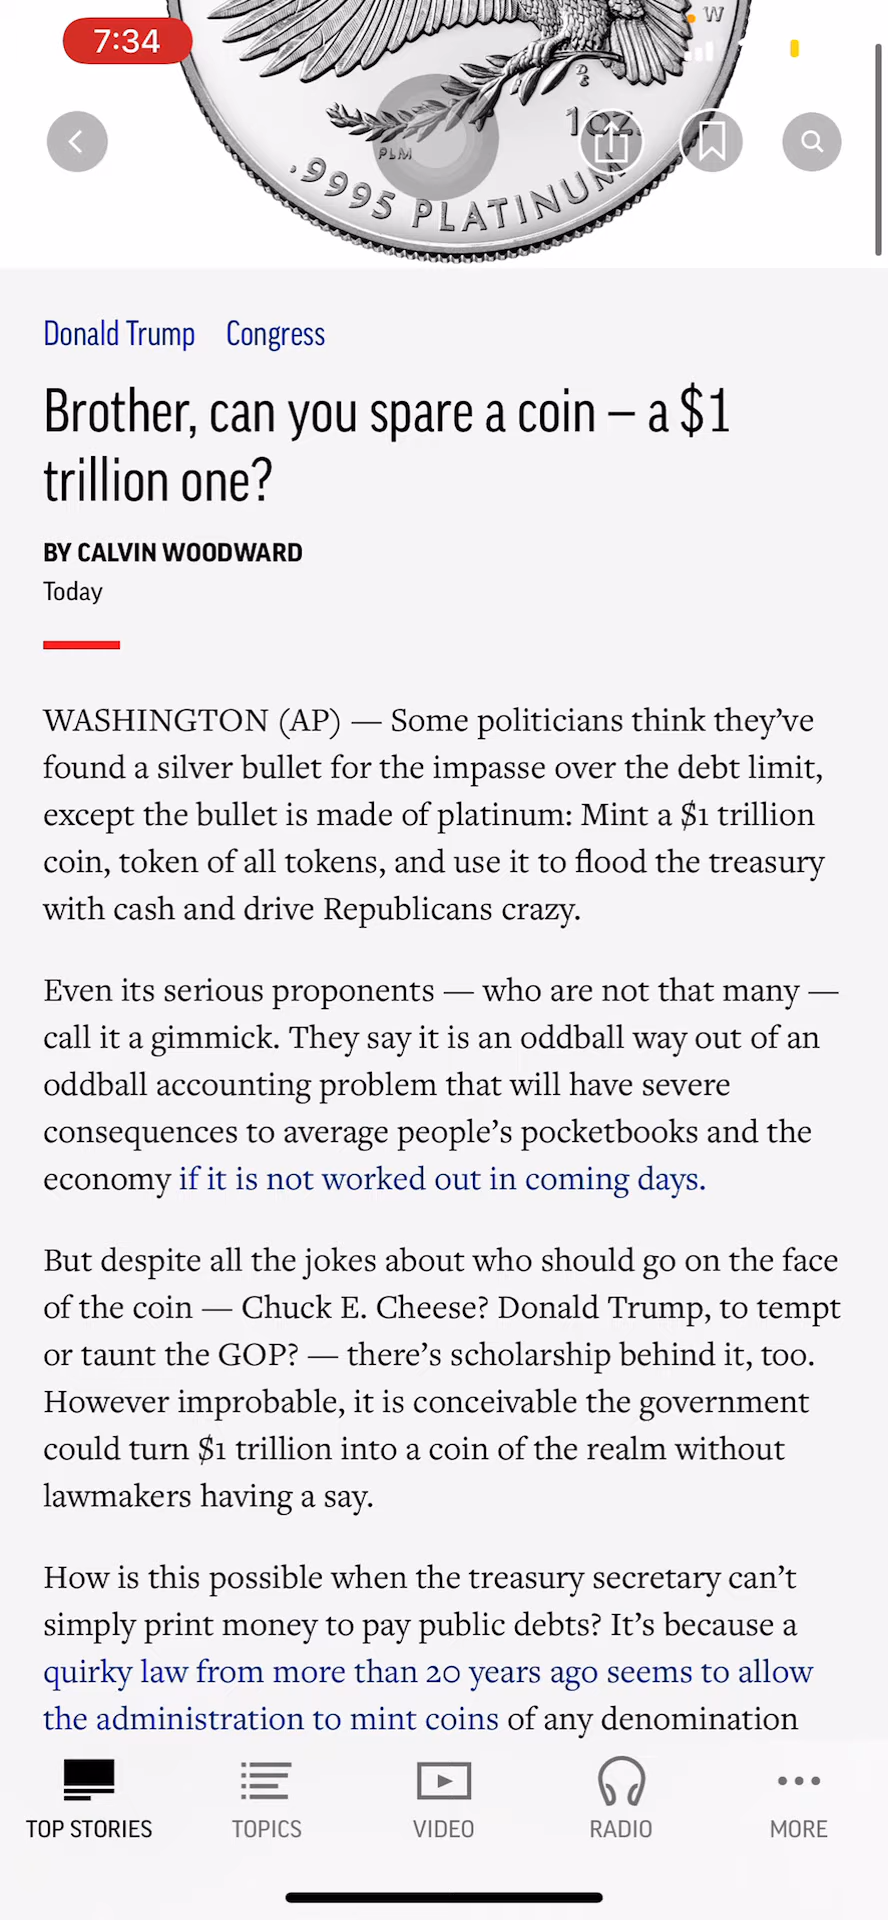 7:34
W
1OZ.
PLM
.9995 PLATINUM
Donald Trump Congress
Brother, can you spare a coin — a $1
trillion one?
BY CALVIN WOODWARD
Today
WASHINGTON (AP) — Some politicians think they’ve
found a silver bullet for the impasse over the debt limit,
except the bullet is made of platinum: Mint a $1 trillion
coin, token of all tokens, and use it to flood the treasury
with cash and drive Republicans crazy.
Even its serious proponents — who are not that many —
call it a gimmick. They say it is an oddball way out of an
oddball accounting problem that will have severe
consequences to average people’s pocketbooks and the
economy if it is not worked out in coming days.
But despite all the jokes about who should go on the face
of the coin — Chuck E. Cheese? Donald Trump, to tempt
or taunt the GOP? — there’s scholarship behind it, too.
However improbable, it is conceivable the government
could turn $1 trillion into a coin of the realm without
lawmakers having a say.
How is this possible when the treasury secretary can’t
simply print money to pay public debts? It’s because a
quirky law from more than 20 years ago seems to allow
the administration to mint coins of any denomination
TOP STORIES
TOPICS
VIDEO
RADIO
MORE